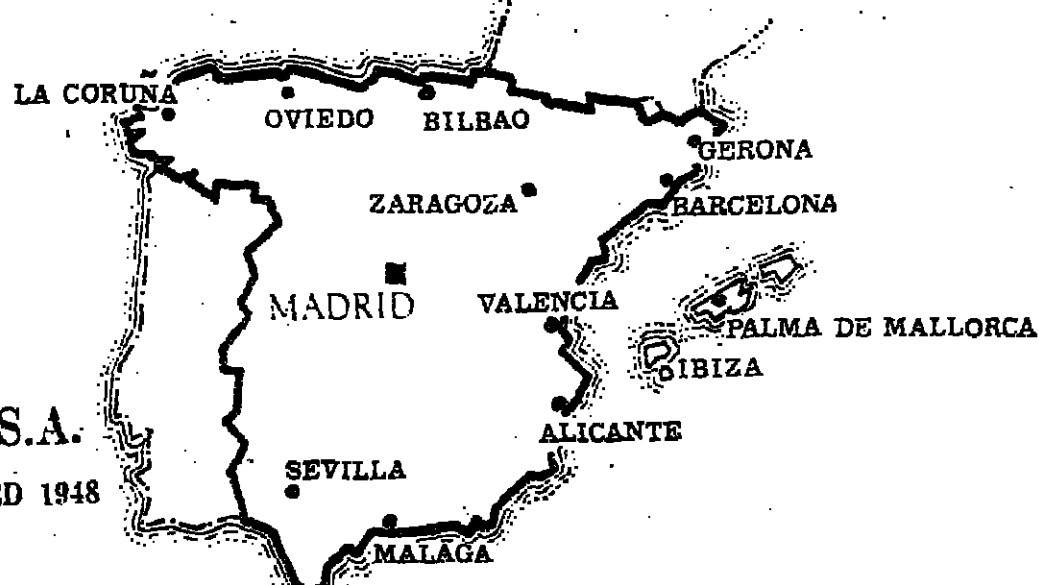 LA CORUÑA
OVIEDO
BILBAO
GERONA
ZARAGOZA
BARCELONA
MADRID
VALENCIA
PALMA DE MALLORCA
IBIZA
S.A.
ALICANTE
SEVILLA
1948
MALAGA